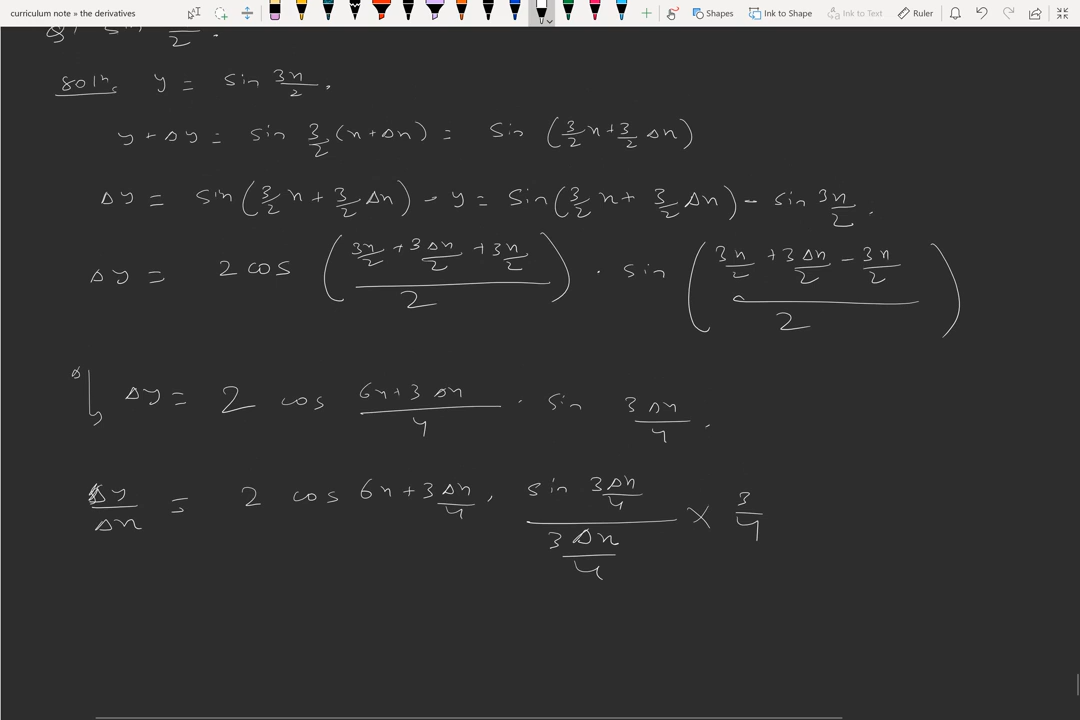 curriculum note » the derivatives
Shapes Ink to Shape Ink to Text Ruler
Q. sin /2 .
soln. y = sin 3x/2 .
y + Δy = sin 3/2 (x + Δx) = sin (3/2 x + 3/2 Δx)
Δy = sin(3/2 x + 3/2 Δx) - y = sin(3/2 x + 3/2 Δx) - sin 3x/2 .
Δy = 2 cos ((3x/2 + 3Δx/2 + 3x/2)/2) . sin ((3x/2 + 3Δx/2 - 3x/2)/2)
Δy = 2 cos (6x + 3Δx)/4 . sin 3Δx/4 .
Δy/Δx = 2 cos 6x + 3Δx/4 . (sin 3Δx/4)/(3Δx/4) × 3/4